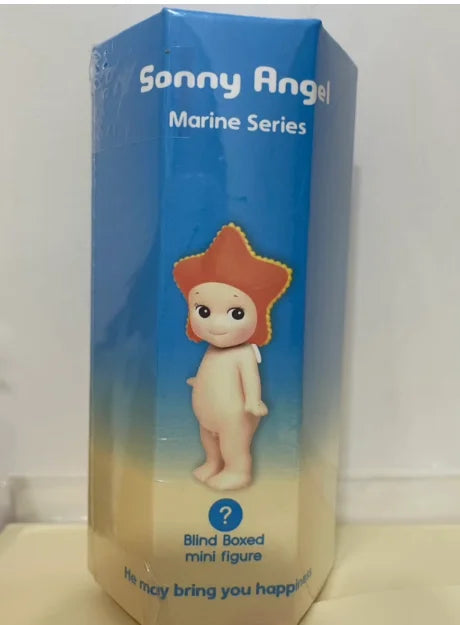 Sonny Angel
Marine Series
?
Blind Boxed
mini figure
He may bring you happiness